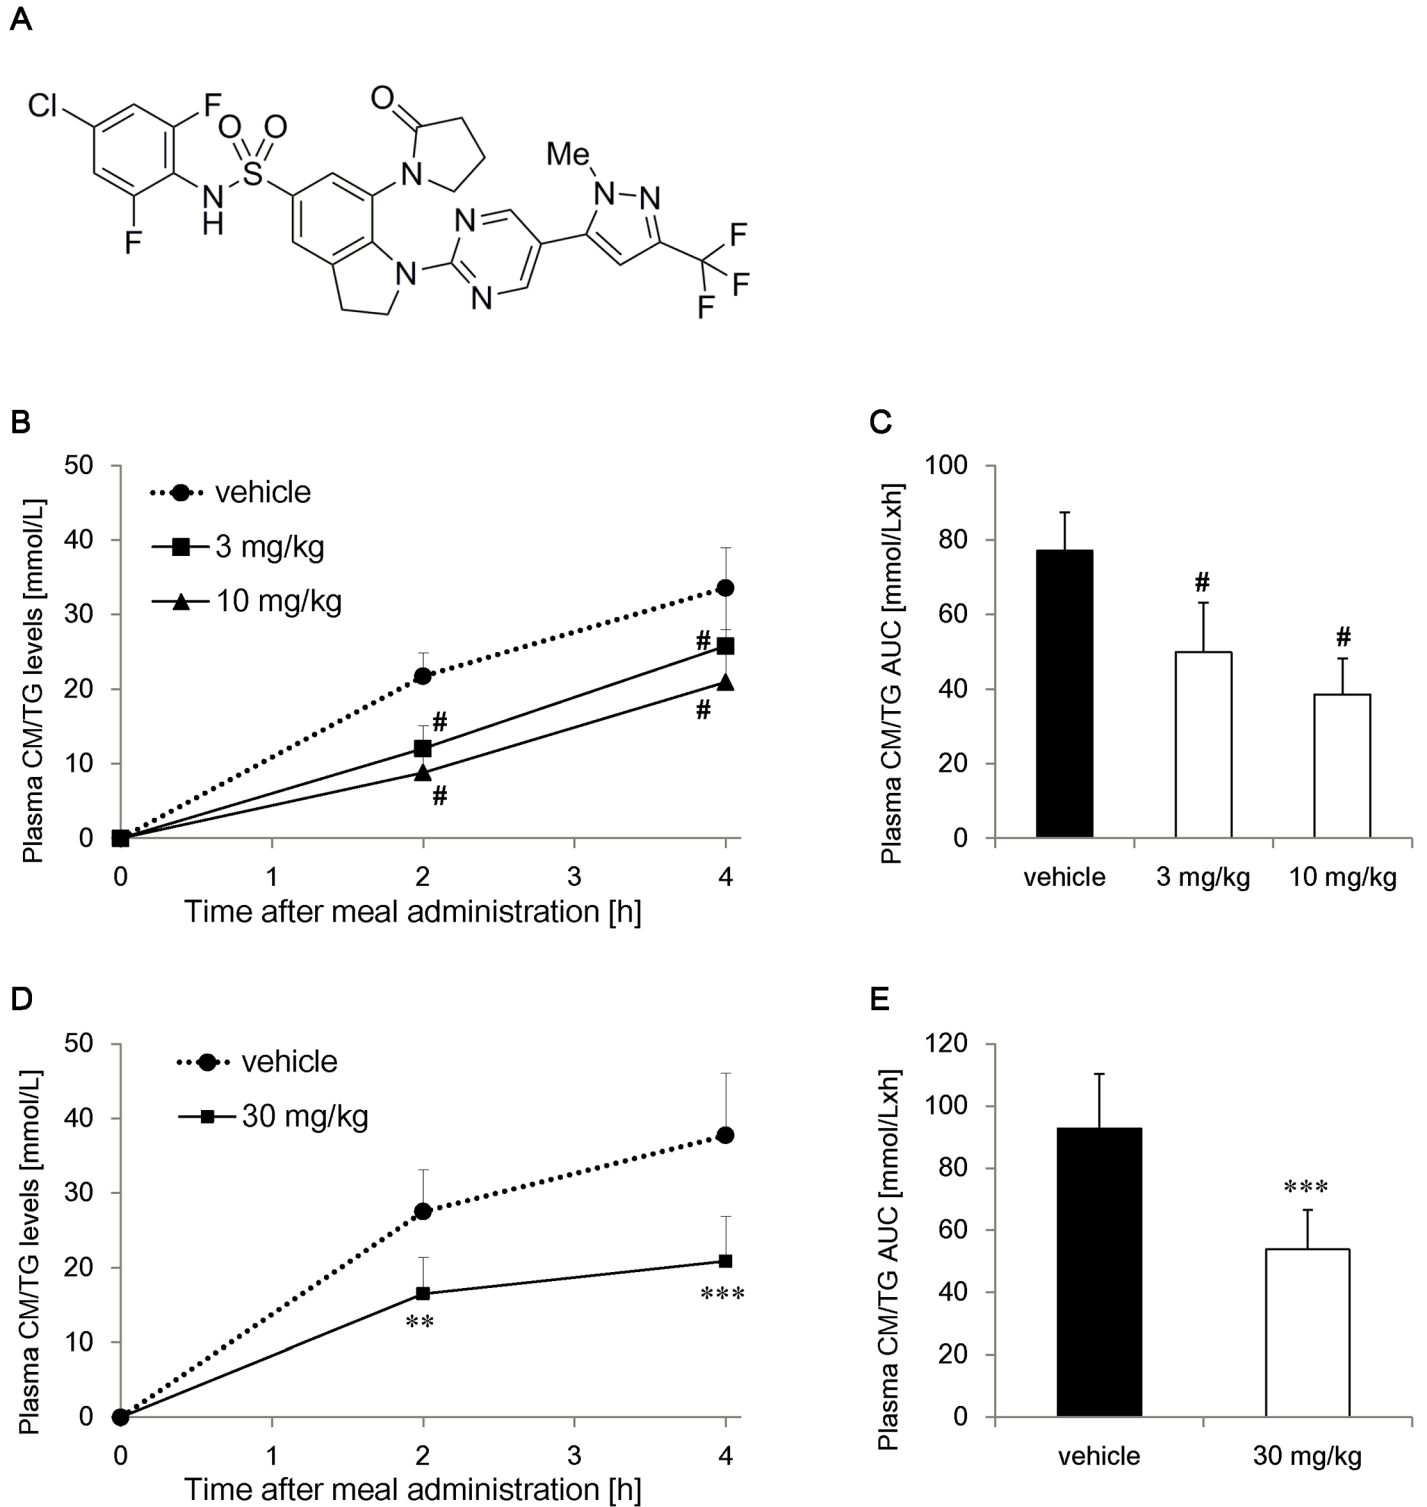 A
Cl
F
O
O
F
N
H
S
O
N
N
N
N
Me
N
N
F
F
F
B
50
40
30
20
10
0
Plasma CM/TG levels [mmol/L]
vehicle
3 mg/kg
10 mg/kg
#
#
#
#
0 1 2 3 4
Time after meal administration [h]
C
100
80
60
40
20
0
Plasma CM/TG AUC [mmol/Lxh]
#
#
vehicle 3 mg/kg 10 mg/kg
D
50
40
30
20
10
0
Plasma CM/TG levels [mmol/L]
vehicle
30 mg/kg
**
***
0 1 2 3 4
Time after meal administration [h]
E
120
100
80
60
40
20
0
Plasma CM/TG AUC [mmol/Lxh]
***
vehicle 30 mg/kg